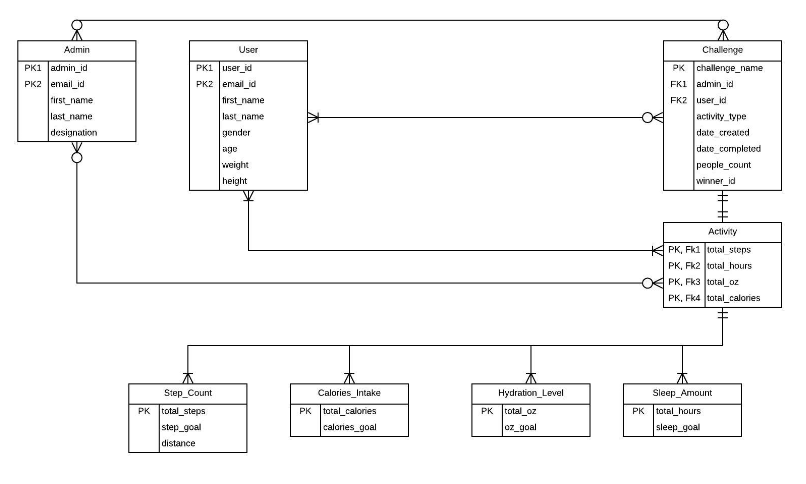 Admin
PK1 admin_id
PK2 email_id
first_name
last_name
designation
User
PK1 user_id
PK2 email_id
first_name
last_name
gender
age
weight
height
Challenge
PK challenge_name
FK1 admin_id
FK2 user_id
activity_type
date_created
date_completed
people_count
winner_id
Activity
PK, Fk1 total_steps
PK, Fk2 total_hours
PK, Fk3 total_oz
PK, Fk4 total_calories
Step_Count
PK total_steps
step_goal
distance
Calories_Intake
PK total_calories
calories_goal
Hydration_Level
PK total_oz
oz_goal
Sleep_Amount
PK total_hours
sleep_goal